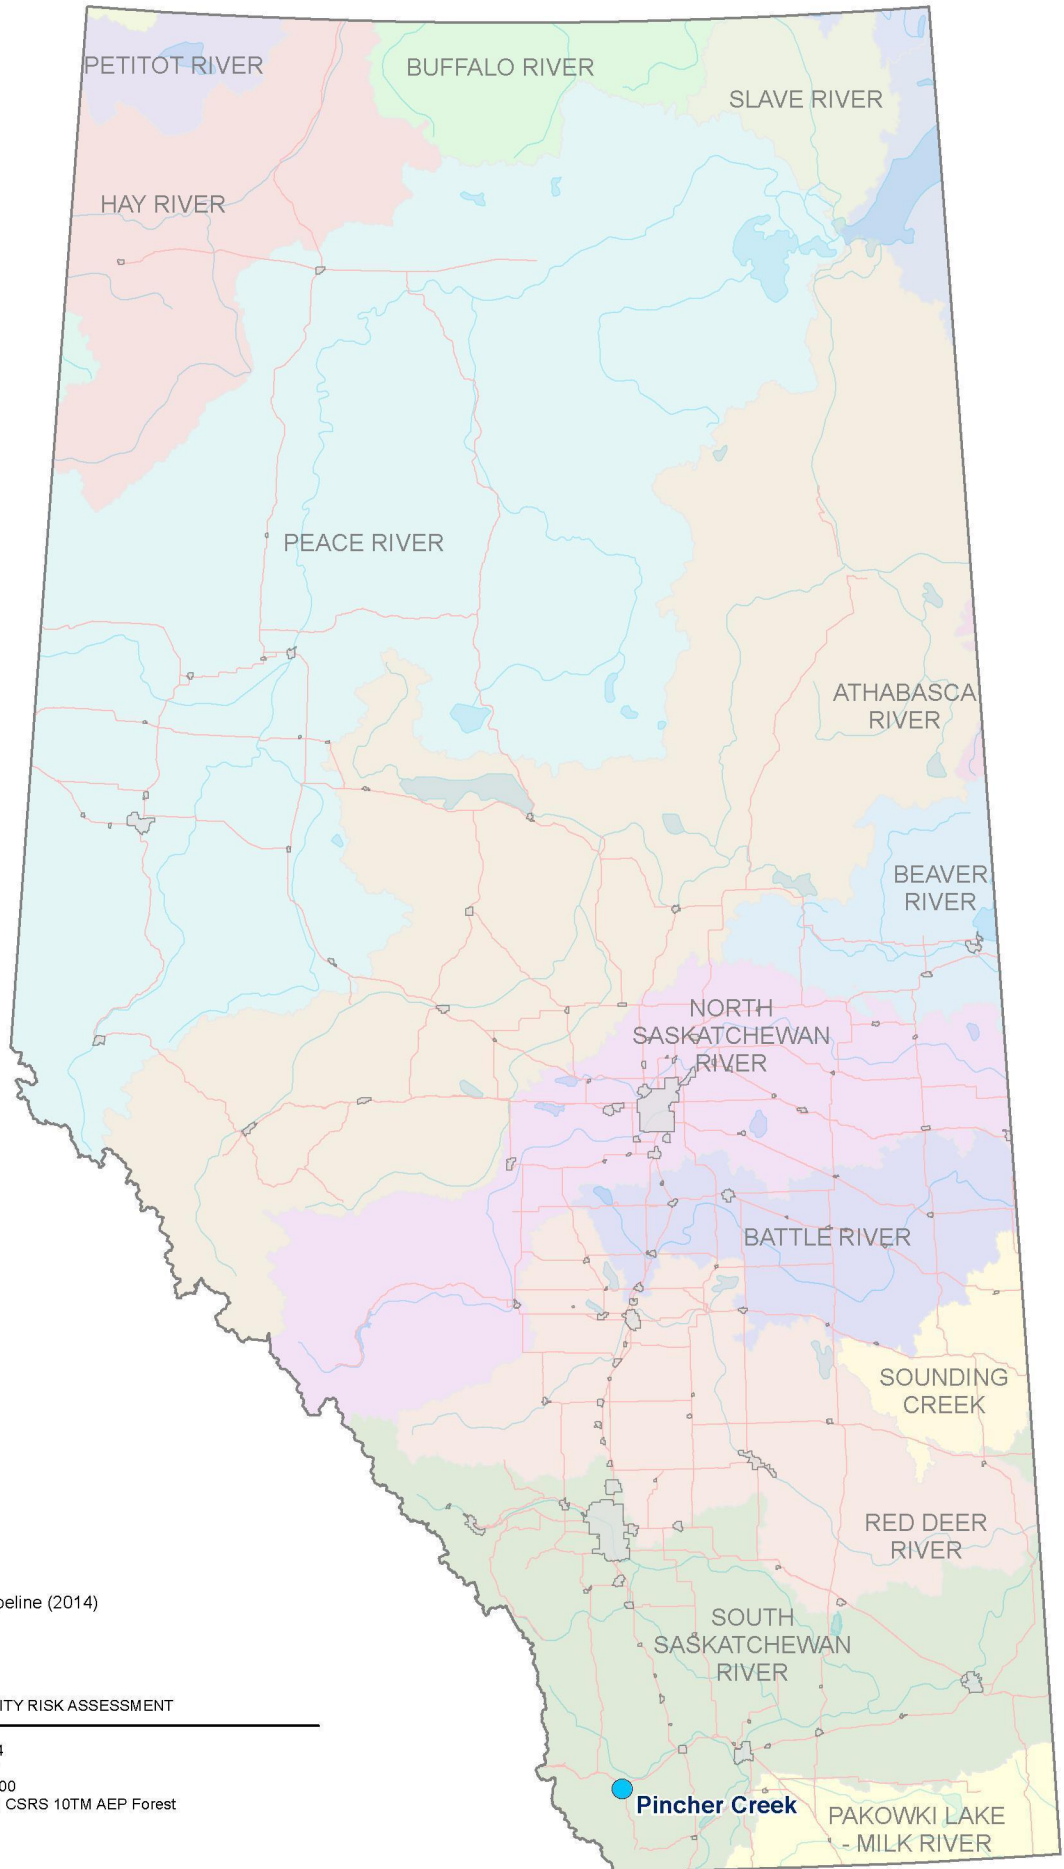 PETITOT RIVER
BUFFALO RIVER
SLAVE RIVER
HAY RIVER
PEACE RIVER
ATHABASCA
RIVER
BEAVER
RIVER
NORTH
SASKATCHEWAN
RIVER
BATTLE RIVER
SOUNDING
CREEK
RED DEER
RIVER
SOUTH
SASKATCHEWAN
RIVER
Pincher Creek
PAKOWKI LAKE
- MILK RIVER
peline (2014)
ITY RISK ASSESSMENT
4
00
CSRS 10TM AEP Forest